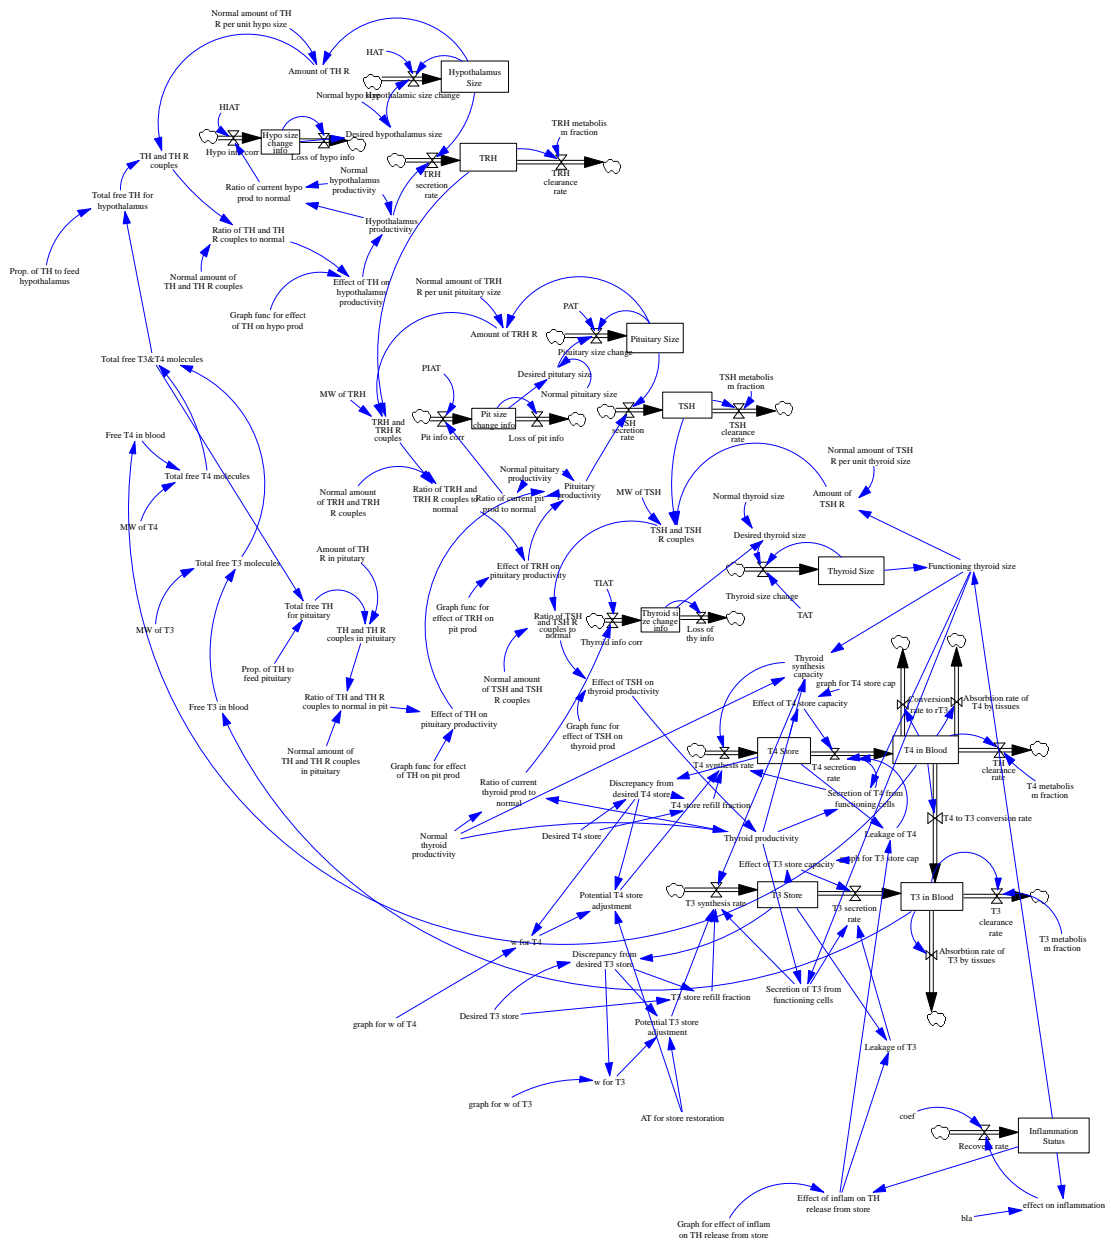 Normal amount of TH
R per unit hypo size
HAT
Amount of TH R
Hypothalamus
Size
Normal hypo size
Hypothalamic size change
HIAT
Hypo size
change
info
Desired hypothalamus size
Hypo info corr
Loss of hypo info
TRH metabolis
m fraction
TH and TH R
couples
TRH
TRH
secretion
rate
TRH
clearance
rate
Normal
hypothalamus
productivity
Ratio of current hypo
prod to normal
Total free TH for
hypothalamus
Hypothalamus
productivity
Ratio of TH and TH
R couples to normal
Prop. of TH to feed
hypothalamus
Normal amount of
TH and TH R couples
Effect of TH on
hypothalamus
productivity
Normal amount of TRH
R per unit pituitary size
Graph func for effect
of TH on hypo prod
PAT
Amount of TRH R
Pituitary Size
Total free T3&T4 molecules
Pituitary size change
PIAT
Desired pitutary size
TSH metabolis
m fraction
MW of TRH
Normal pituitary size
TSH
Pit size
change info
TRH and
TRH R
couples
Pit info corr
Loss of pit info
TSH
secretion
rate
TSH
clearance
rate
Free T4 in blood
Normal amount of TSH
R per unit thyroid size
Total free T4 molecules
Normal pituitary
productivity
Normal amount
of TRH and TRH
R couples
Ratio of TRH and
TRH R couples to
normal
Ratio of current pit
prod to normal
Pituitary
productivity
MW of TSH
Normal thyroid size
Amount of
TSH R
MW of T4
TSH and TSH
R couples
Desired thyroid size
Amount of TH
R in pitutary
Total free T3 molecules
Effect of TRH on
pituitary productivity
Thyroid Size
Functioning thyroid size
TIAT
Thyroid size change
Total free TH
for pituitary
Graph func for
effect of TRH on
pit prod
Ratio of TSH
and TSH R
couples to
normal
Thyroid si
ze change
info
TAT
MW of T3
TH and TH R
couples in pituitary
Thyroid info corr
Loss of
thy info
Prop. of TH to
feed pituitary
Thyroid
synthesis
capacity
Normal amount
of TSH and TSH
R couples
Effect of TSH on
thyroid productivity
graph for T4 store cap
Free T3 in blood
Ratio of TH and TH R
couples to normal in pit
Effect of T4 store capacity
Conversion
rate to rT3
Absorbtion rate of
T4 by tissues
Effect of TH on
pituitary productivity
Graph func for
effect of TSH on
thyroid prod
Normal amount of
TH and TH R couples
in pituitary
T4 Store
T4 in Blood
Graph func for effect
of TH on pit prod
T4 synthesis rate
T4 secretion
rate
TH
clearance
rate
Ratio of current
thyroid prod to
normal
Discrepancy from
desired T4 store
T4 store refill fraction
Secretion of T4 from
functioning cells
T4 metabolis
m fraction
T4 to T3 conversion rate
Normal
thyroid
productivity
Desired T4 store
Thyroid productivity
Leakage of T4
Effect of T3 store capacity
graph for T3 store cap
Potential T4 store
adjustment
T3 synthesis rate
T3 Store
T3 secretion
rate
T3 in Blood
T3
clearance
rate
w for T4
T3 metabolis
m fraction
Discrepancy from
desired T3 store
Absorbtion rate of
T3 by tissues
Secretion of T3 from
functioning cells
T3 store refill fraction
Desired T3 store
graph for w of T4
Potential T3 store
adjustment
Leakage of T3
w for T3
graph for w of T3
AT for store restoration
coef
Inflammation
Status
Recovery rate
Effect of inflam on TH
release from store
effect on inflammation
bla
Graph for effect of inflam
on TH release from store